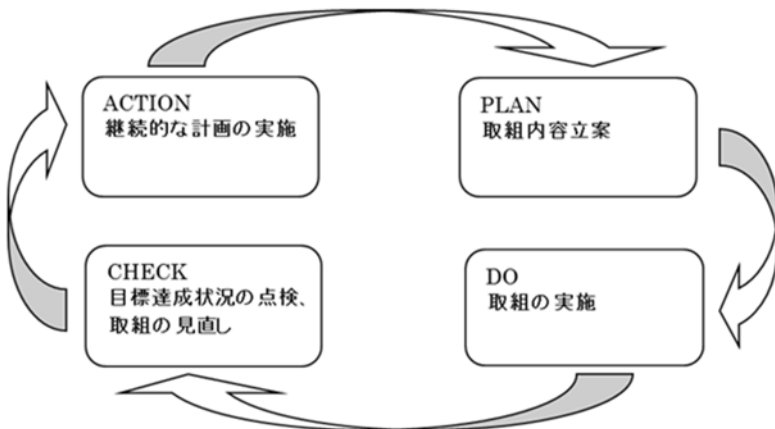 ACTION
継続的な計画の実施
PLAN
取組内容立案
CHECK
目標達成状況の点検、
取組の見直し
DO
取組の実施